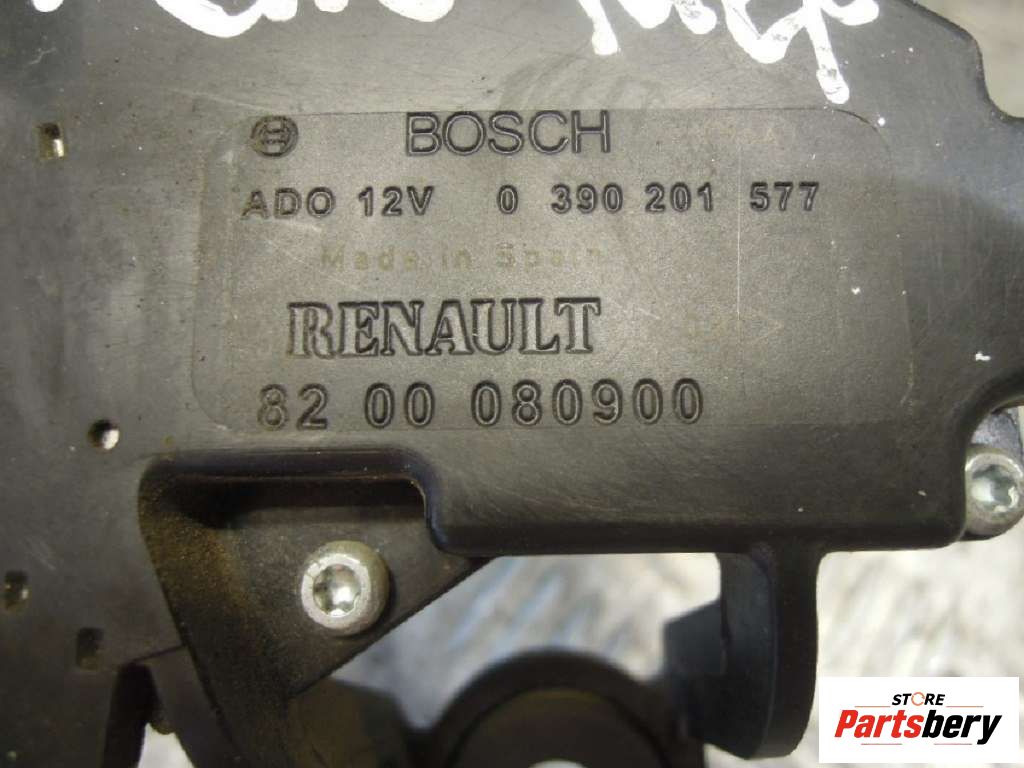 BOSCH
ADO 12V 0 390 201 577
Made in Spain
RENAULT
82 00 080900
STORE
Partsbery